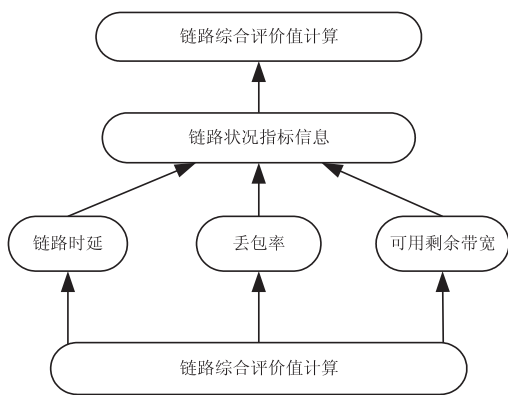 链路综合评价值计算
链路状况指标信息
链路时延
丢包率
可用剩余带宽
链路综合评价值计算